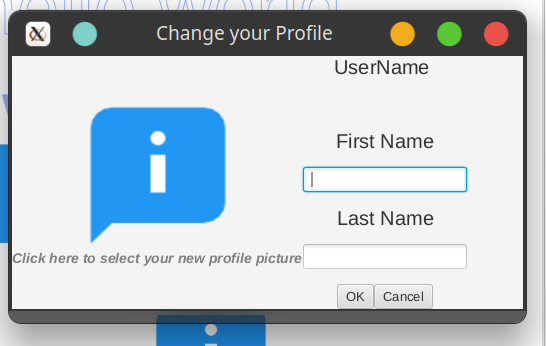 Change your Profile
UserName
First Name
Last Name
Click here to select your new profile picture
OK Cancel